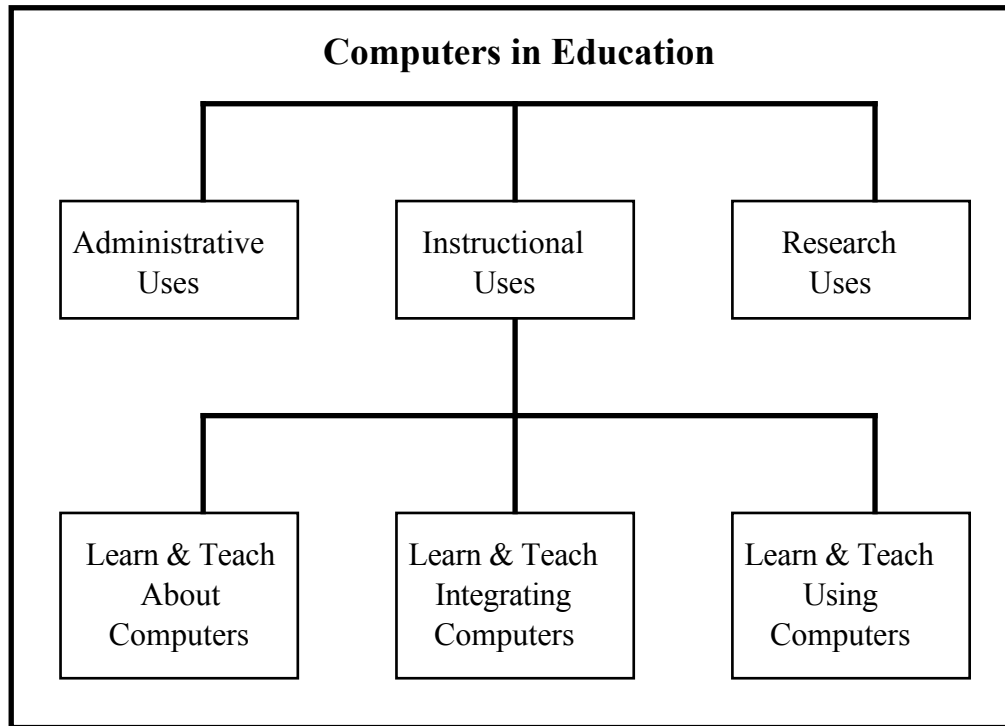 Computers in Education
Administrative
Uses
Instructional
Uses
Research
Uses
Learn & Teach
About
Computers
Learn & Teach
Integrating
Computers
Learn & Teach
Using
Computers